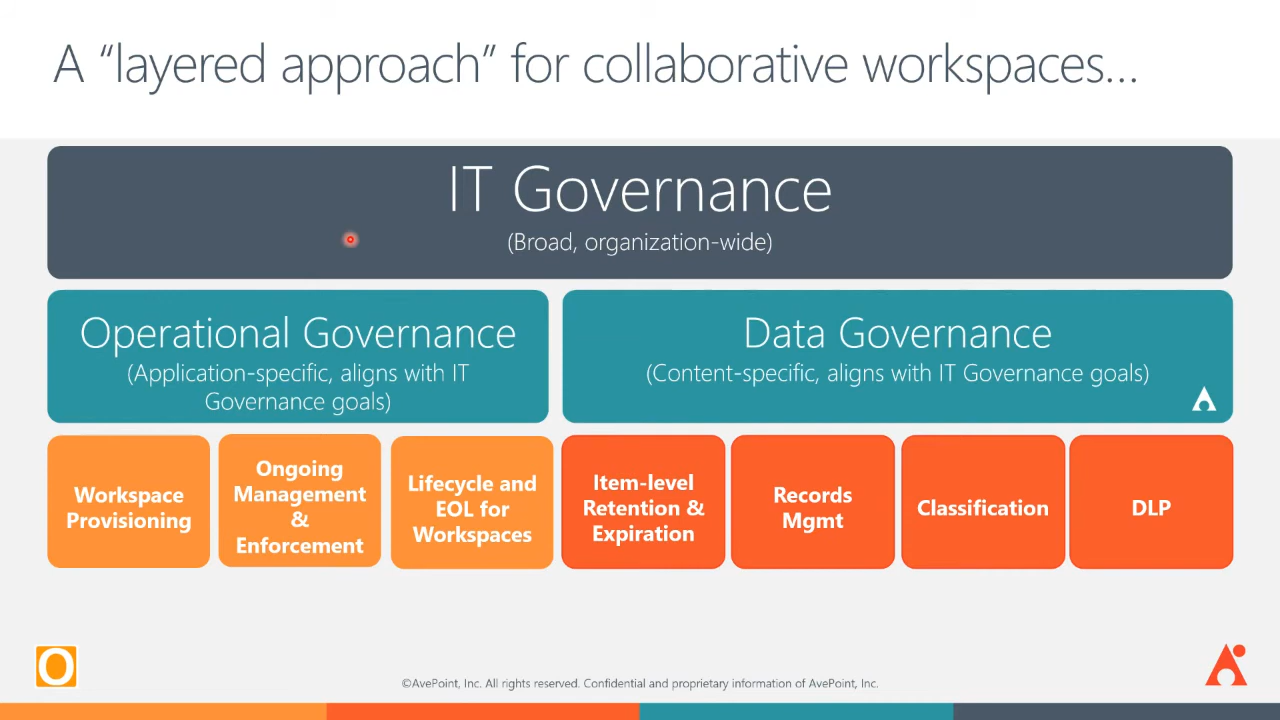 A “layered approach” for collaborative workspaces...
IT Governance
(Broad, organization-wide)
Operational Governance
(Application-specific, aligns with IT
Governance goals)
Data Governance
(Content-specific, aligns with IT Governance goals)
Workspace
Provisioning
Ongoing
Management
&
Enforcement
Lifecycle and
EOL for
Workspaces
Item-level
Retention &
Expiration
Records
Mgmt
Classification
DLP
O
©AvePoint, Inc. All rights reserved. Confidential and proprietary information of AvePoint, Inc.